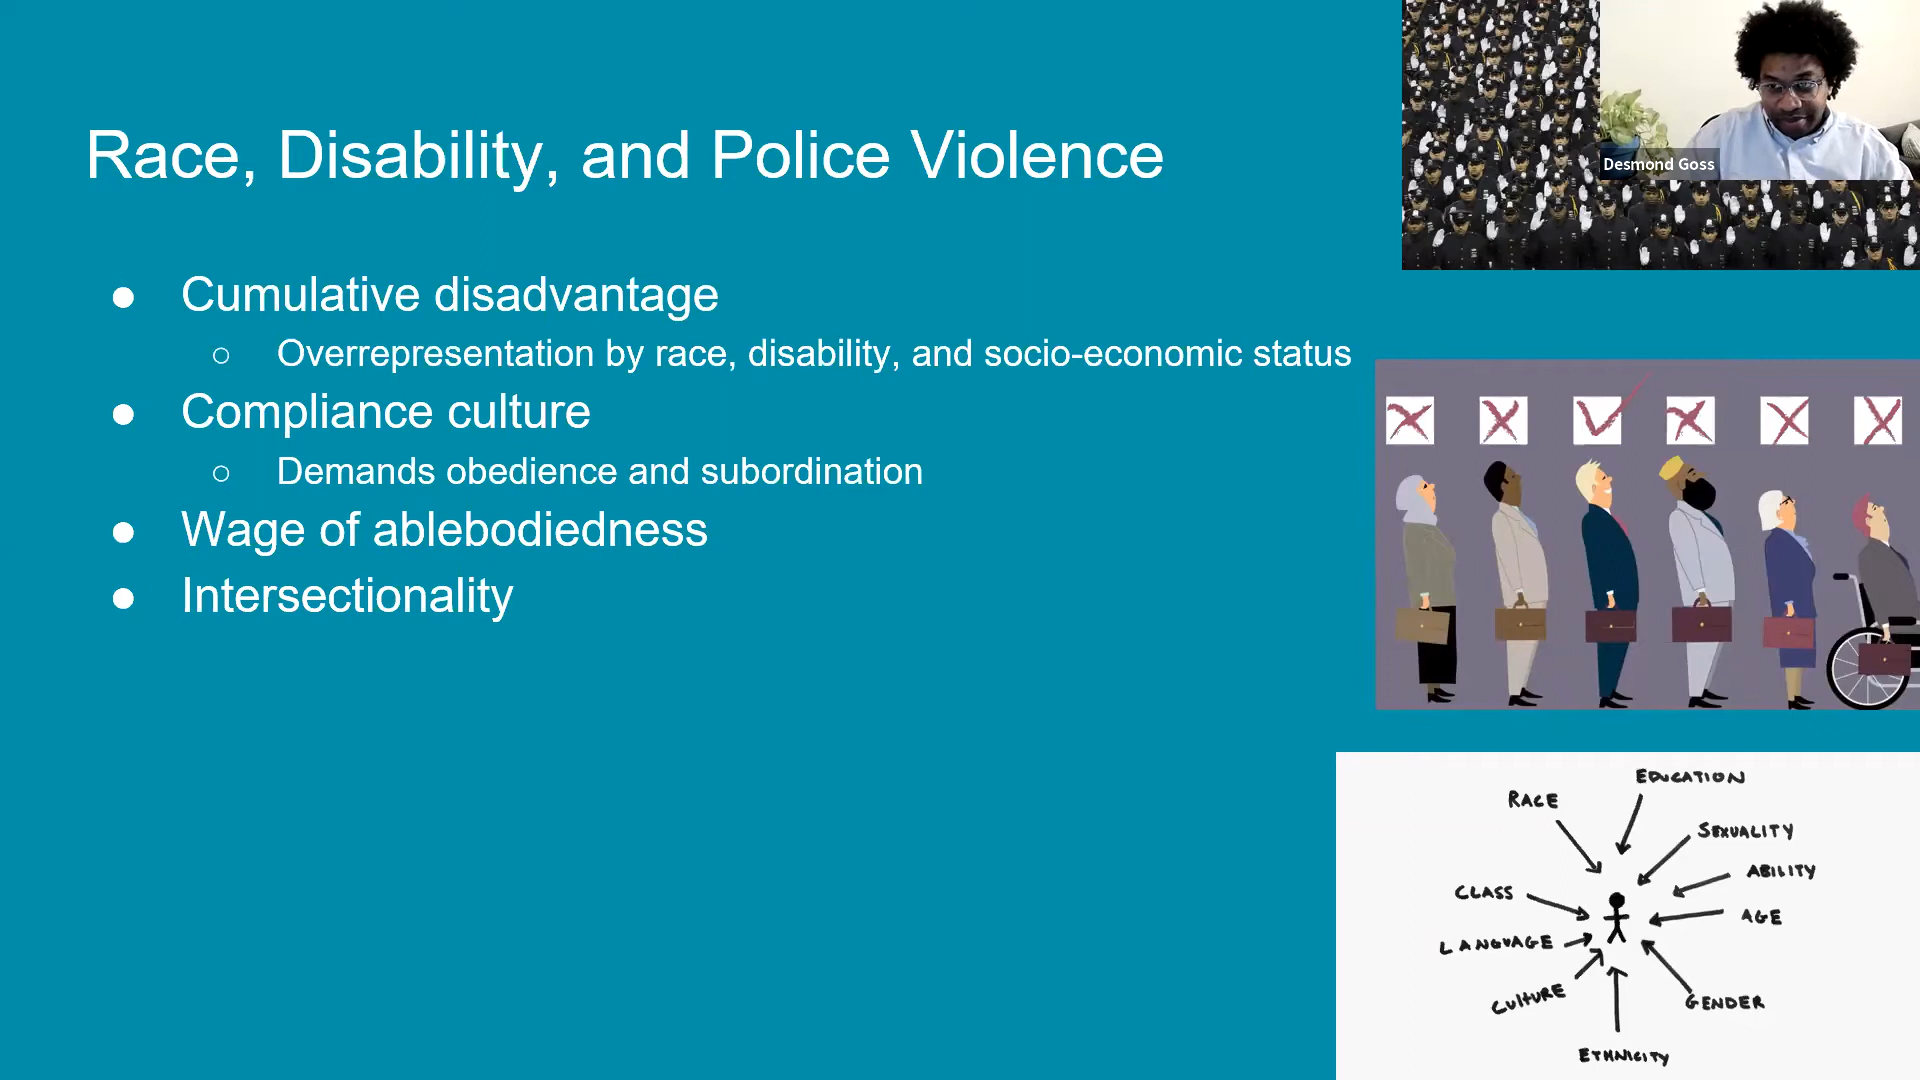 Race, Disability, and Police Violence
● Cumulative disadvantage
○ Overrepresentation by race, disability, and socio-economic status
● Compliance culture
○ Demands obedience and subordination
● Wage of ablebodiedness
● Intersectionality
Desmond Goss
EDUCATION
RACE
SEXUALITY
ABILITY
CLASS
AGE
LANGUAGE
CULTURE
GENDER
ETHNICITY